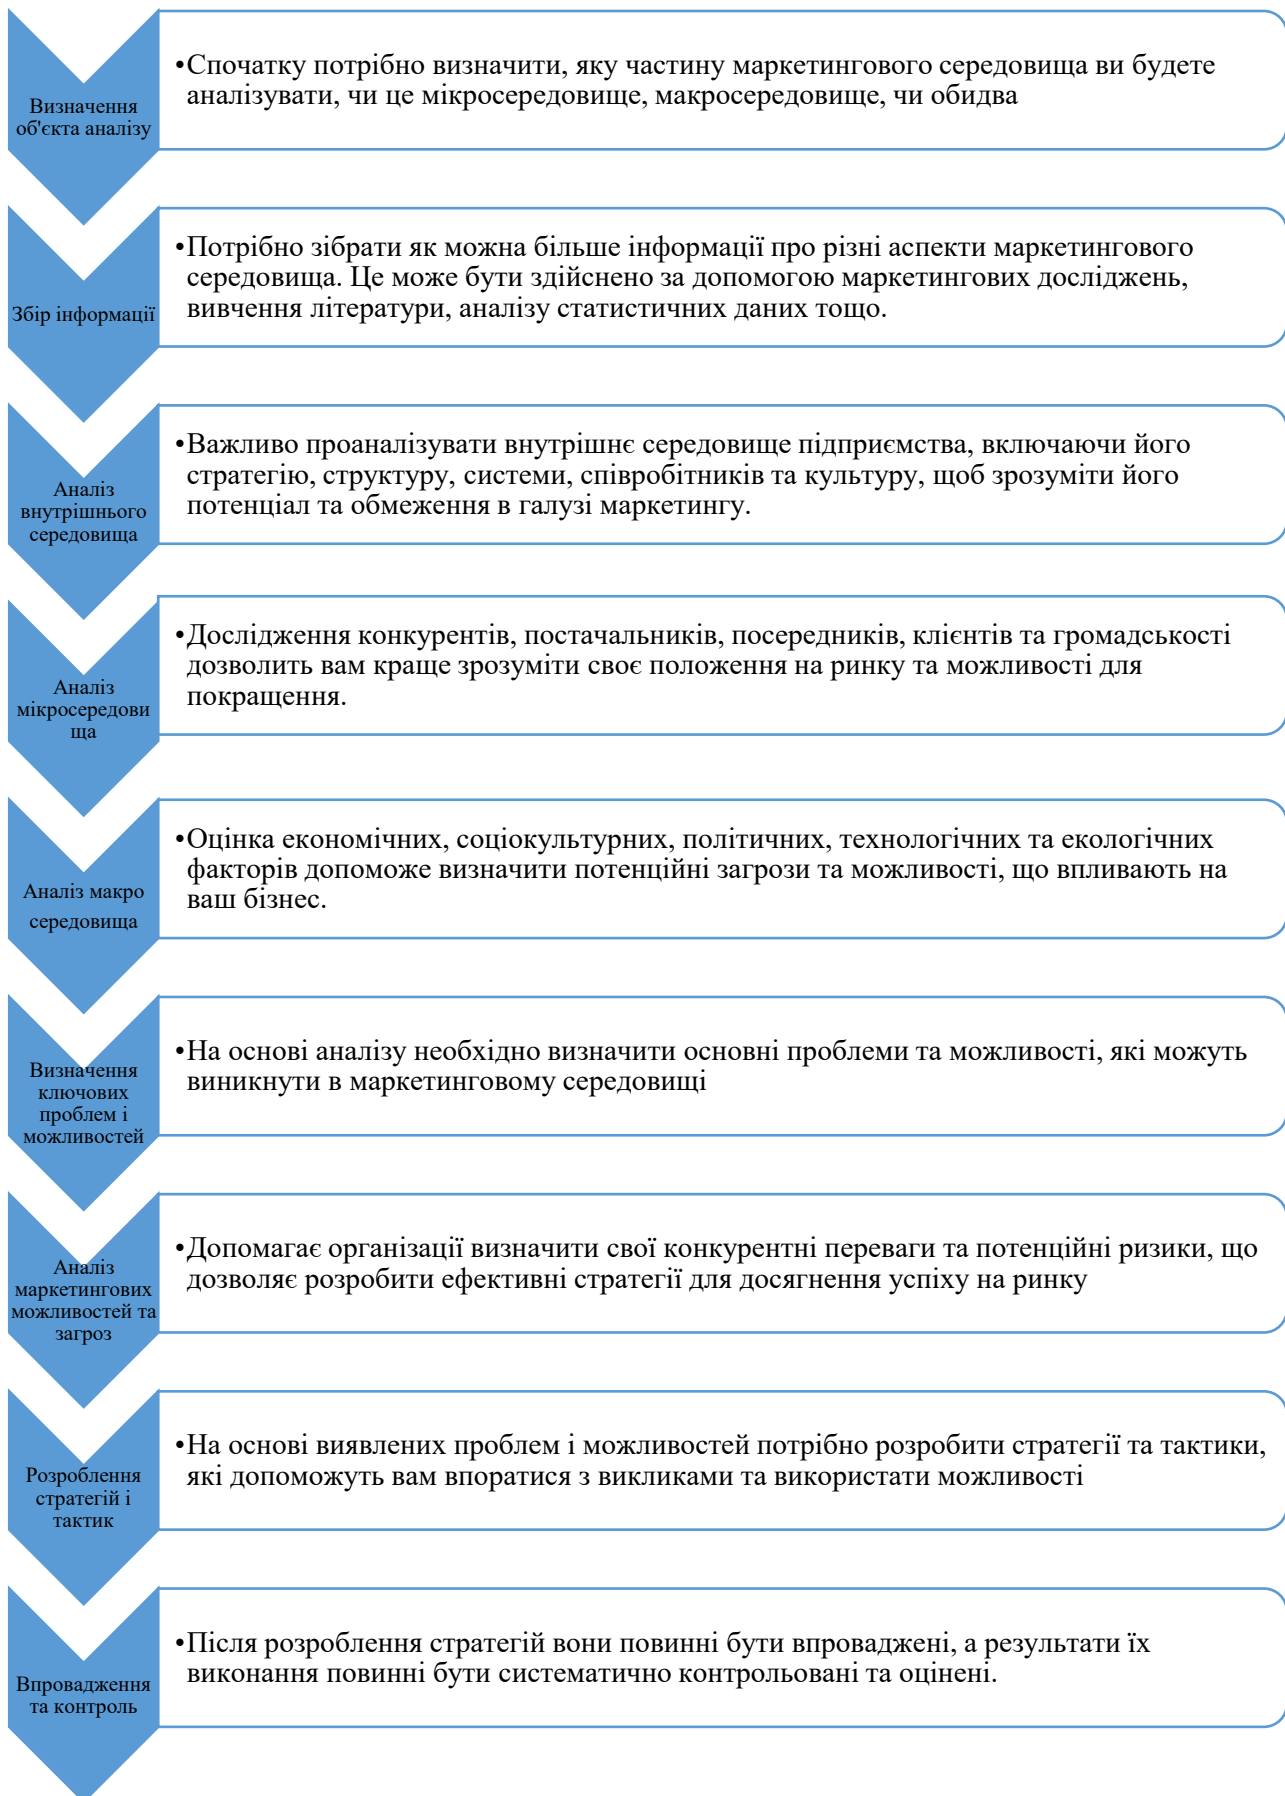 Визначення
об'єкта аналізу
•Спочатку потрібно визначити, яку частину маркетингового середовища ви будете
аналізувати, чи це мікросередовище, макросередовище, чи обидва
Збір інформації
•Потрібно зібрати як можна більше інформації про різні аспекти маркетингового
середовища. Це може бути здійснено за допомогою маркетингових досліджень,
вивчення літератури, аналізу статистичних даних тощо.
Аналіз
внутрішнього
середовища
•Важливо проаналізувати внутрішнє середовище підприємства, включаючи його
стратегію, структуру, системи, співробітників та культуру, щоб зрозуміти його
потенціал та обмеження в галузі маркетингу.
Аналіз
мікросередови
ща
•Дослідження конкурентів, постачальників, посередників, клієнтів та громадськості
дозволить вам краще зрозуміти своє положення на ринку та можливості для
покращення.
Аналіз макро
середовища
•Оцінка економічних, соціокультурних, політичних, технологічних та екологічних
факторів допоможе визначити потенційні загрози та можливості, що впливають на
ваш бізнес.
Визначення
ключових
проблем і
можливостей
•На основі аналізу необхідно визначити основні проблеми та можливості, які можуть
виникнути в маркетинговому середовищі
Аналіз
маркетингових
можливостей та
загроз
•Допомагає організації визначити свої конкурентні переваги та потенційні ризики, що
дозволяє розробити ефективні стратегії для досягнення успіху на ринку
Розроблення
стратегій і
тактик
•На основі виявлених проблем і можливостей потрібно розробити стратегії та тактики,
які допоможуть вам впоратися з викликами та використати можливості
Впровадження
та контроль
•Після розроблення стратегій вони повинні бути впроваджені, а результати їх
виконання повинні бути систематично контрольовані та оцінені.